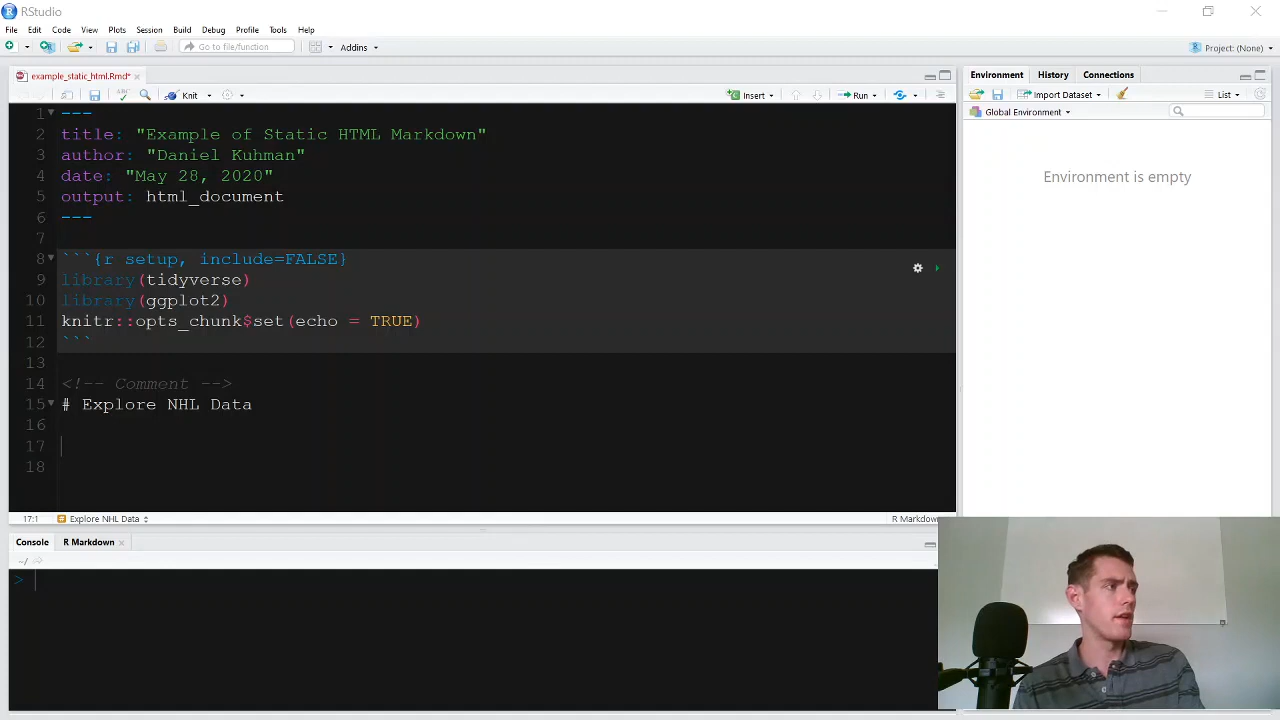 RStudio
File Edit Code View Plots Session Build Debug Profile Tools Help
Go to file/function Addins Project: (None)
example_static_html.Rmd*
Knit Insert Run
1 ---
2 title: "Example of Static HTML Markdown"
3 author: "Daniel Kuhman"
4 date: "May 28, 2020"
5 output: html_document
6 ---
7
8 ```{r setup, include=FALSE}
9 library(tidyverse)
10 library(ggplot2)
11 knitr::opts_chunk$set(echo = TRUE)
12 ```
13
14 <!-- Comment -->
15 # Explore NHL Data
16
17
18
17:1 Explore NHL Data R Markdow
Console R Markdown
~/
>
Environment History Connections
Import Dataset List
Global Environment
Environment is empty